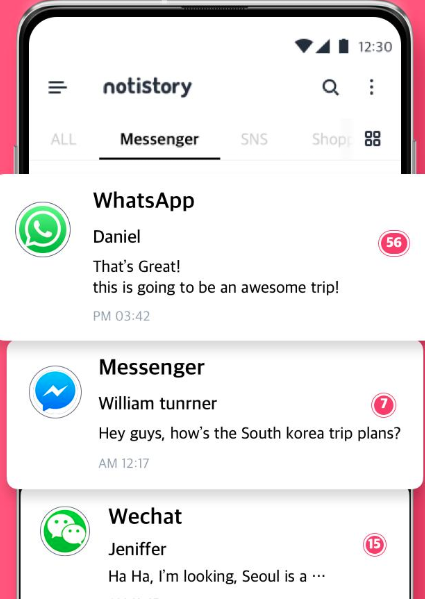 12:30
notistory
ALL Messenger SNS Shopp
WhatsApp
Daniel
56
That's Great!
this is going to be an awesome trip!
PM 03:42
Messenger
William tunrner
7
Hey guys, how's the South korea trip plans?
AM 12:17
Wechat
Jeniffer
15
Ha Ha, I'm looking, Seoul is a ⋯